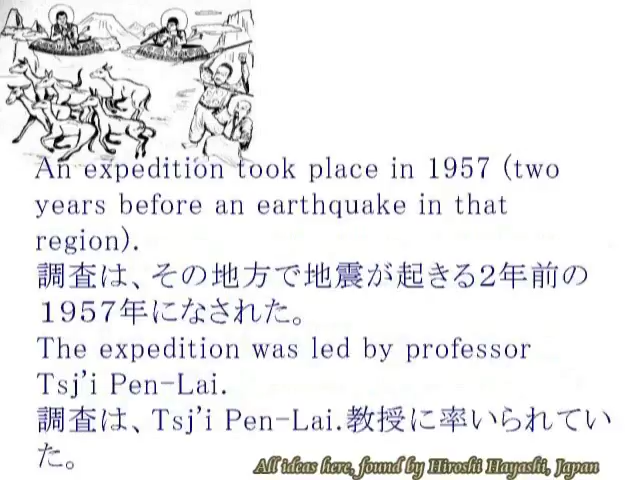 An expedition took place in 1957 (two
years before an earthquake in that
region).
調査は、その地方で地震が起きる２年前の
１９５７年になされた。
The expedition was led by professor
Tsj'i Pen-Lai.
調査は、Tsj'i Pen-Lai.教授に率いられてい
た。
All ideas here, found by Hiroshi Hayashi, Japan